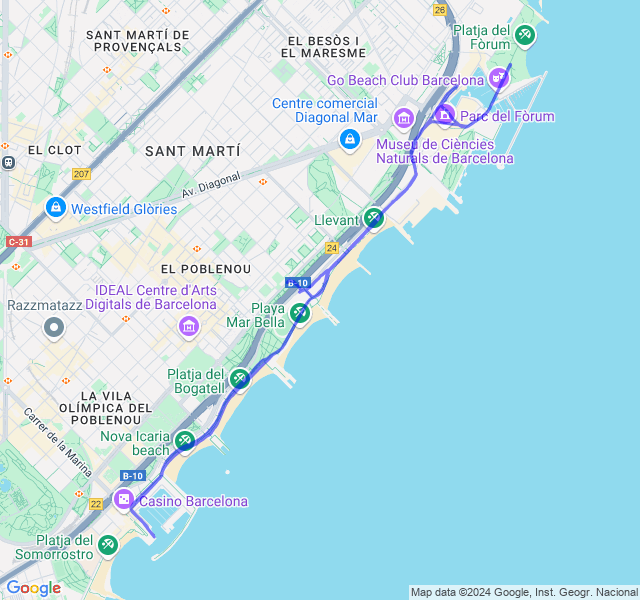 26
Platja del
Fòrum
SANT MARTÍ DE
PROVENÇALS
EL BESÒS I
EL MARESME
Go Beach Club Barcelona
Centre comercial
Diagonal Mar
Parc del Fòrum
EL CLOT
SANT MARTÍ
Museu de Ciències
Naturals de Barcelona
207
Av. Diagonal
Westfield Glòries
Llevant
C-31
24
EL POBLENOU
B-10
IDEAL Centre d'Arts
Digitals de Barcelona
Razzmatazz
Playa
Mar Bella
Platja del
Bogatell
LA VILA
OLÍMPICA DEL
POBLENOU
Carrer de la Marina
Nova Icaria
beach
B-10
22
Casino Barcelona
Platja del
Somorrostro
Google
Map data ©2024 Google, Inst. Geogr. Nacional